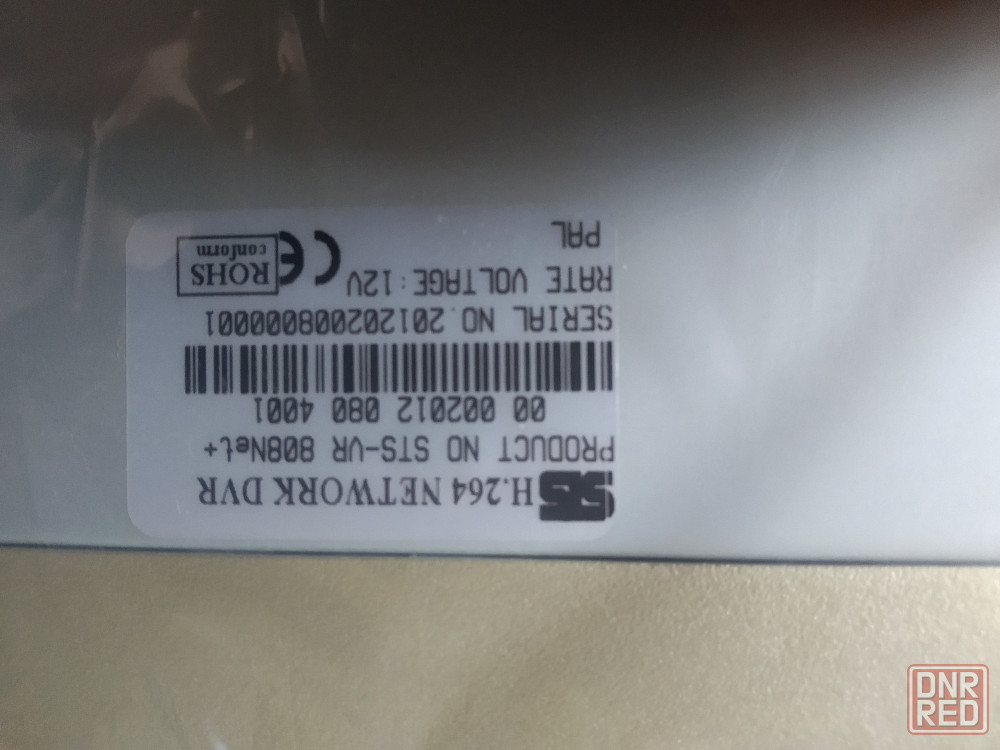 STS H.264 NETWORK DVR
PRODUCT NO STS-VR 808Net+
00 002012 080 4001
SERIAL NO.201202008000001
RATE VOLTAGE:12V CE ROHS
conform
PAL
DNR
RED